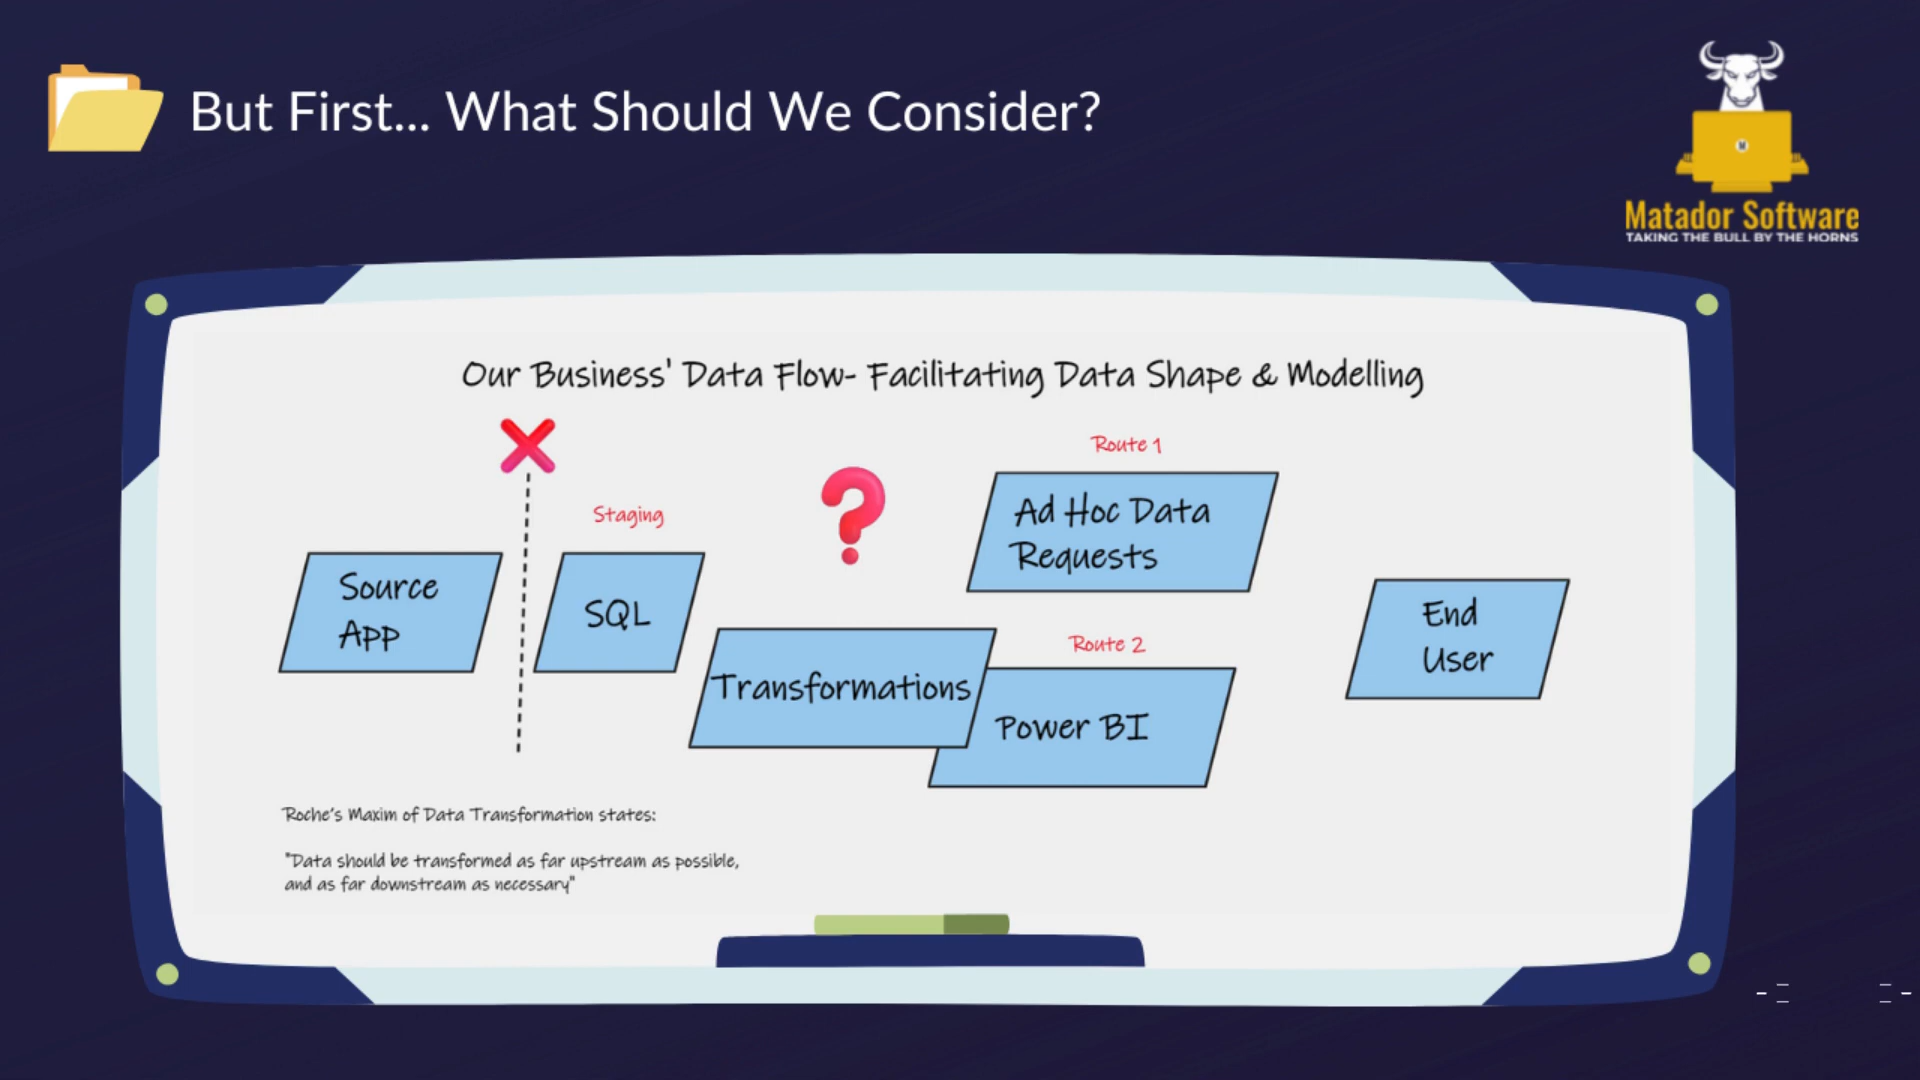 But First... What Should We Consider?
Matador Software
TAKING THE BULL BY THE HORNS
Our Business' Data Flow- Facilitating Data Shape & Modelling
Route 1
Staging
Ad Hoc Data
Requests
Source
App
SQL
End
User
Route 2
Transformations
Power BI
Roche's Maxim of Data Transformation states:
"Data should be transformed as far upstream as possible,
and as far downstream as necessary"